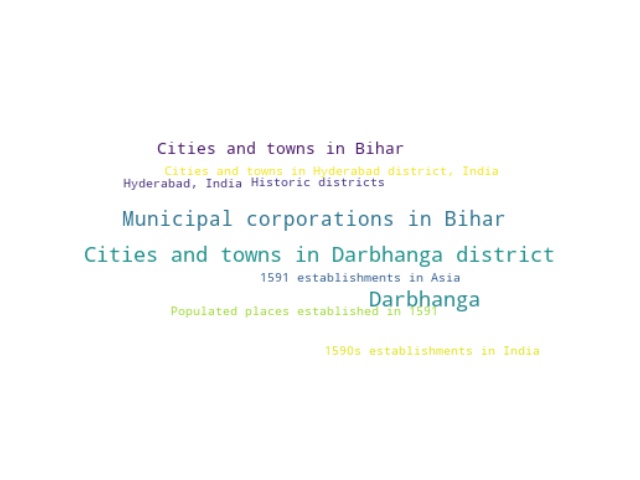 Cities and towns in Bihar
Cities and towns in Hyderabad district, India
Hyderabad, India
Historic districts
Municipal corporations in Bihar
Cities and towns in Darbhanga district
1591 establishments in Asia
Darbhanga
Populated places established in 1591
1590s establishments in India